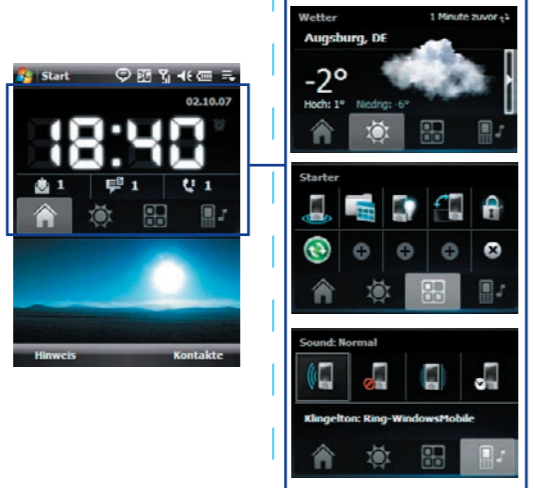 Start
02.10.07
18:40
1 1 1
Hinweis Kontakte
Wetter 1 Minute zuvor
Augsburg, DE
-2°
Hoch: 1° Niedrig: -6°
Starter
Sound: Normal
Klingelton: Ring-WindowsMobile